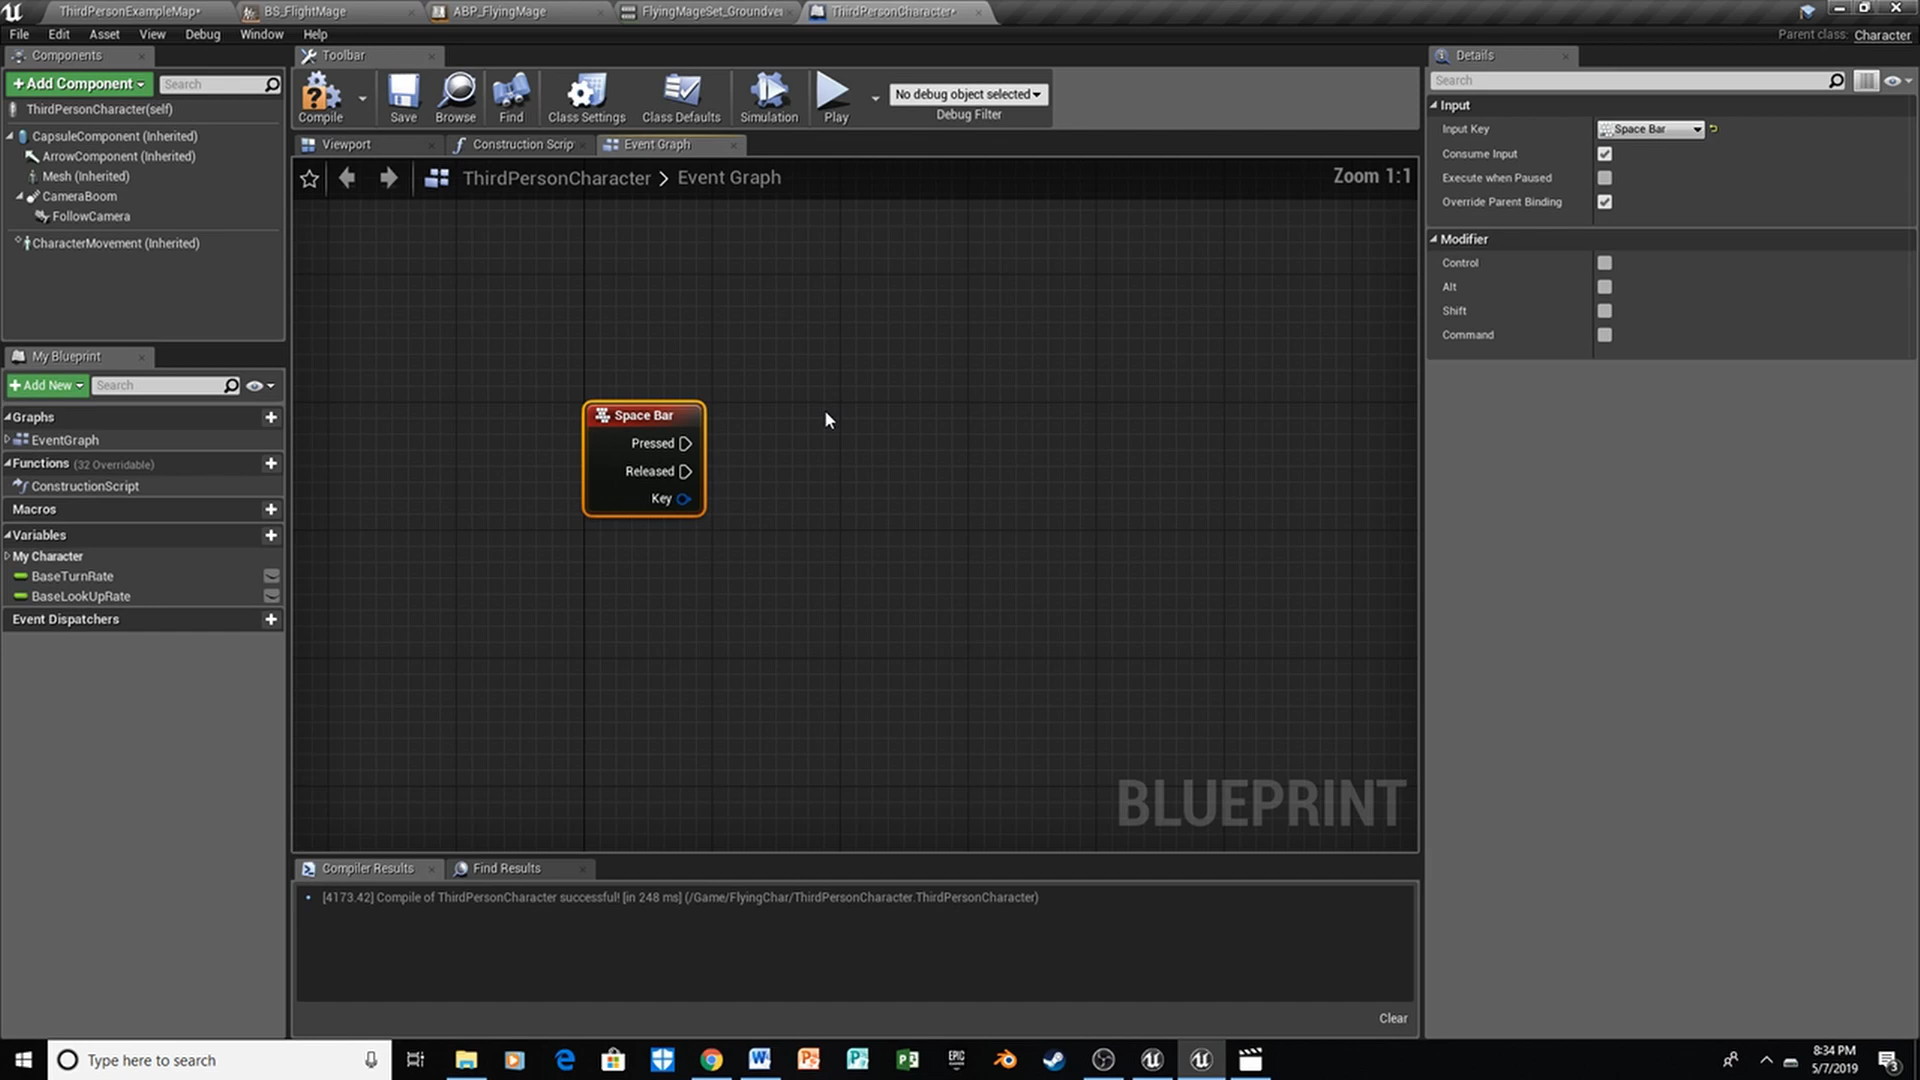 ThirdPersonExampleMap*
BS_FlightMage
ABP_FlyingMage
FlyingMageSet_Groundver
ThirdPersonCharacter*
File Edit Asset View Debug Window Help
Parent class: Character
Components
Toolbar
Details
+Add Component
Search
ThirdPersonCharacter(self)
CapsuleComponent (Inherited)
ArrowComponent (Inherited)
Mesh (Inherited)
CameraBoom
FollowCamera
CharacterMovement (Inherited)
Compile
Save
Browse
Find
Class Settings
Class Defaults
Simulation
Play
No debug object selected
Debug Filter
Viewport
Construction Scrip
Event Graph
ThirdPersonCharacter > Event Graph
Zoom 1:1
Space Bar
Pressed
Released
Key
BLUEPRINT
My Blueprint
+Add New
Search
Graphs
EventGraph
Functions (32 Overridable)
ConstructionScript
Macros
Variables
My Character
BaseTurnRate
BaseLookUpRate
Event Dispatchers
Search
Input
Input Key Space Bar
Consume Input
Execute when Paused
Override Parent Binding
Modifier
Control
Alt
Shift
Command
Compiler Results
Find Results
[4173.42] Compile of ThirdPersonCharacter successful! [in 248 ms] (/Game/FlyingChar/ThirdPersonCharacter.ThirdPersonCharacter)
Clear
Type here to search
EPIC
8:34 PM
5/7/2019
3